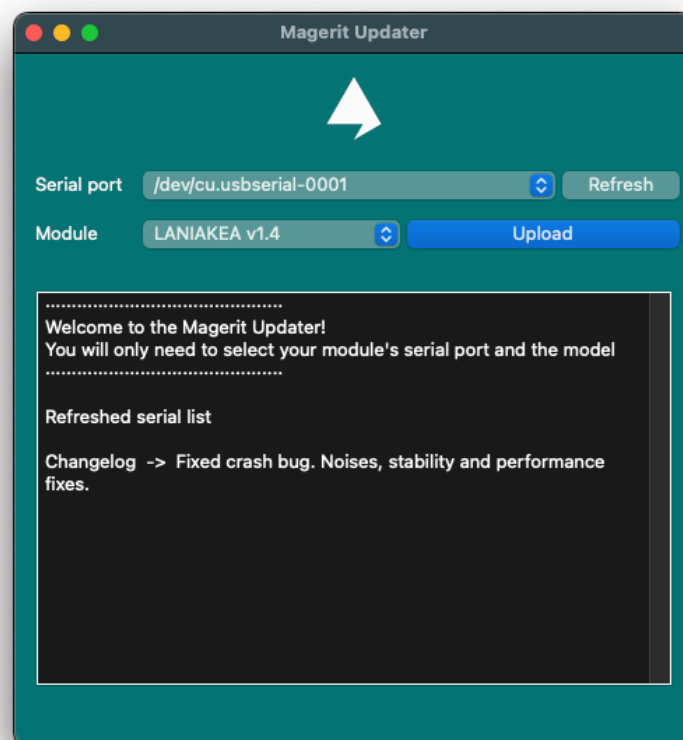 Magerit Updater
Serial port /dev/cu.usbserial-0001 Refresh
Module LANIAKEA v1.4 Upload
.............................................
Welcome to the Magerit Updater!
You will only need to select your module's serial port and the model
.............................................
Refreshed serial list
Changelog -> Fixed crash bug. Noises, stability and performance
fixes.